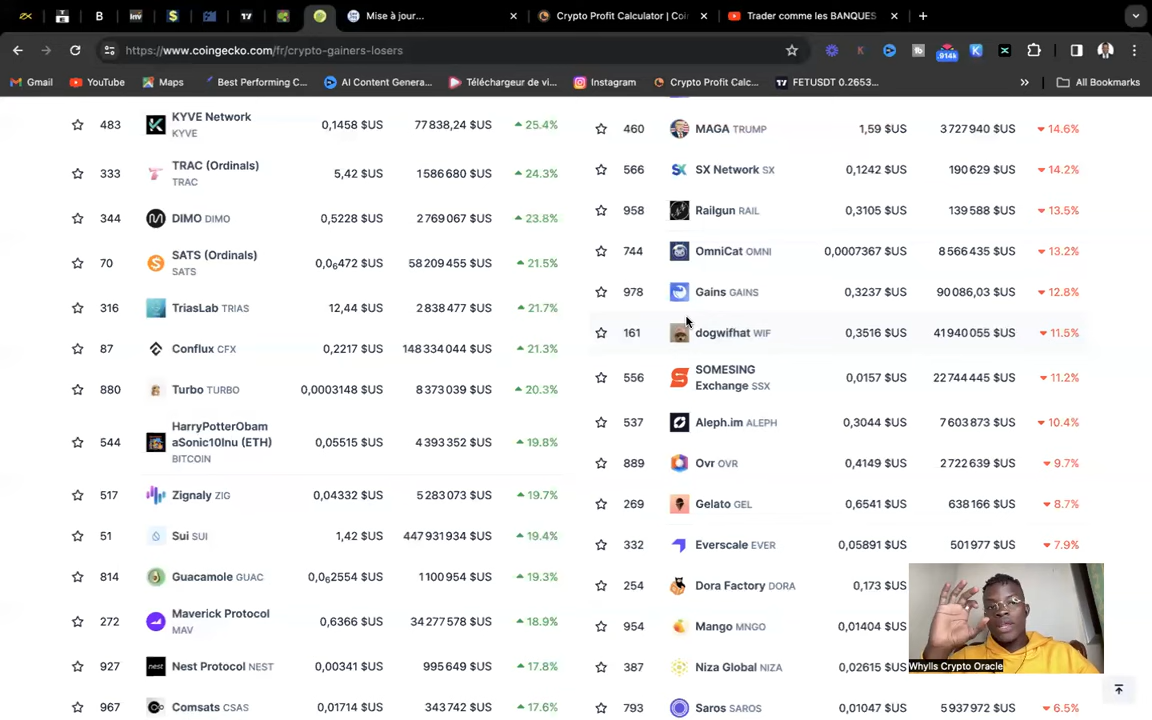 Mise à jour...
Crypto Profit Calculator | Coi
Trader comme les BANQUES
https://www.coingecko.com/fr/crypto-gainers-losers
.914k
Gmail
YouTube
Maps
Best Performing C...
AI Content Genera...
Téléchargeur de vi...
Instagram
Crypto Profit Calc...
FETUSDT 0.2653...
»
All Bookmarks
483 KYVE Network KYVE 0,1458 $US 77 838,24 $US 25.4%
333 TRAC (Ordinals) TRAC 5,42 $US 1 586 680 $US 24.3%
344 DIMO DIMO 0,5228 $US 2 769 067 $US 23.8%
70 SATS (Ordinals) SATS 0,0₆472 $US 58 209 455 $US 21.5%
316 TriasLab TRIAS 12,44 $US 2 838 477 $US 21.7%
87 Conflux CFX 0,2217 $US 148 334 044 $US 21.3%
880 Turbo TURBO 0,0003148 $US 8 373 039 $US 20.3%
544 HarryPotterObam
aSonic10Inu (ETH)
BITCOIN 0,05515 $US 4 393 352 $US 19.8%
517 Zignaly ZIG 0,04332 $US 5 283 073 $US 19.7%
51 Sui SUI 1,42 $US 447 931 934 $US 19.4%
814 Guacamole GUAC 0,0₆2554 $US 1 100 954 $US 19.3%
272 Maverick Protocol MAV 0,6366 $US 34 277 578 $US 18.9%
927 Nest Protocol NEST 0,00341 $US 995 649 $US 17.8%
967 Comsats CSAS 0,01714 $US 343 742 $US 17.6%
460 MAGA TRUMP 1,59 $US 3 727 940 $US 14.6%
566 SX Network SX 0,1242 $US 190 629 $US 14.2%
958 Railgun RAIL 0,3105 $US 139 588 $US 13.5%
744 OmniCat OMNI 0,0007367 $US 8 566 435 $US 13.2%
978 Gains GAINS 0,3237 $US 90 086,03 $US 12.8%
161 dogwifhat WIF 0,3516 $US 41 940 055 $US 11.5%
556 SOMESING
Exchange SSX 0,0157 $US 22 744 445 $US 11.2%
537 Aleph.im ALEPH 0,3044 $US 7 603 873 $US 10.4%
889 Ovr OVR 0,4149 $US 2 722 639 $US 9.7%
269 Gelato GEL 0,6541 $US 638 166 $US 8.7%
332 Everscale EVER 0,05891 $US 501 977 $US 7.9%
254 Dora Factory DORA 0,173 $US
954 Mango MNGO 0,01404 $US
387 Niza Global NIZA 0,02615 $US
793 Saros SAROS 0,01047 $US 5 937 972 $US 6.5%
Whylls Crypto Oracle